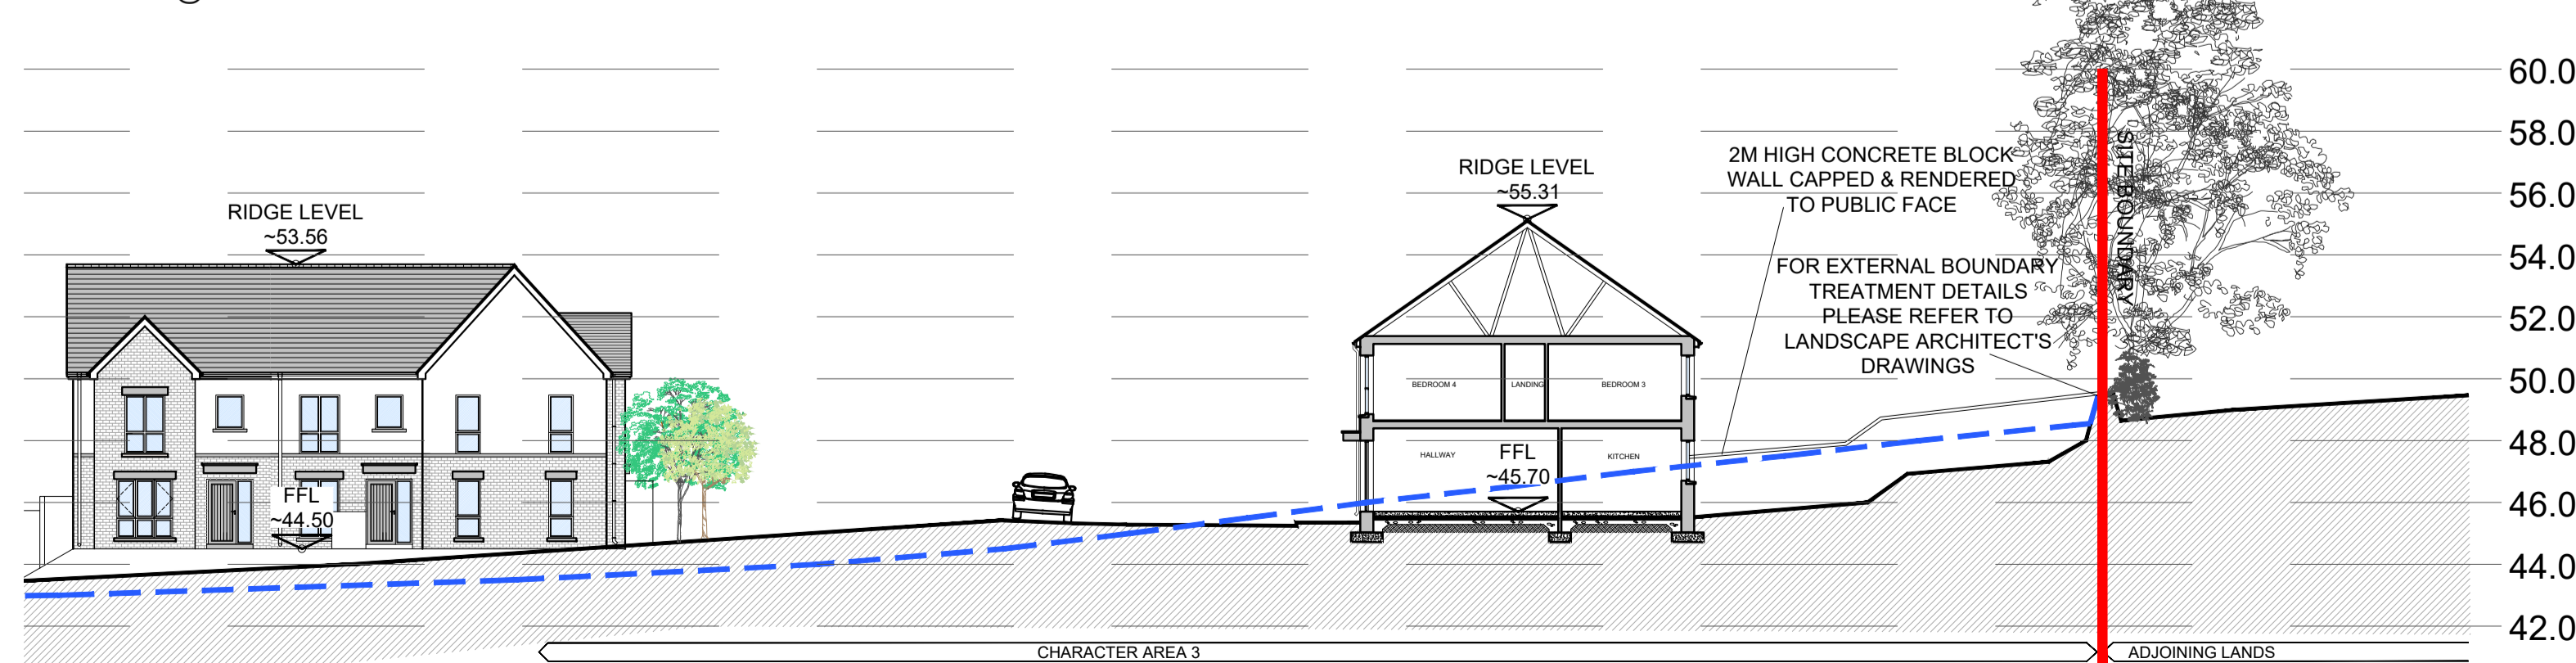 60.0
58.0
56.0
54.0
52.0
50.0
48.0
46.0
44.0
42.0
RIDGE LEVEL
~53.56
FFL
~44.50
RIDGE LEVEL
~55.31
BEDROOM 4
LANDING
BEDROOM 3
HALLWAY
FFL
~45.70
KITCHEN
2M HIGH CONCRETE BLOCK
WALL CAPPED & RENDERED
TO PUBLIC FACE
FOR EXTERNAL BOUNDARY
TREATMENT DETAILS
PLEASE REFER TO
LANDSCAPE ARCHITECT'S
DRAWINGS
SITE BOUNDARY
CHARACTER AREA 3
ADJOINING LANDS